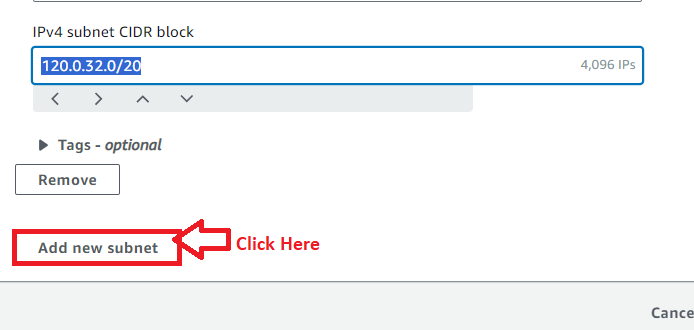 IPv4 subnet CIDR block
120.0.32.0/20 4,096 IPs
Tags - optional
Remove
Add new subnet Click Here
Cance